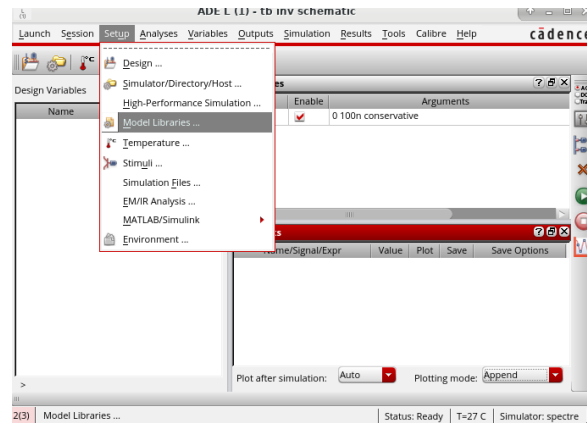 ADE L (1) - tb inv schematic
Launch Session Setup Analyses Variables Outputs Simulation Results Tools Calibre Help cādence
Design ...
Simulator/Directory/Host ...
High-Performance Simulation ...
Model Libraries ...
Temperature ...
Stimuli ...
Simulation Files ...
EM/IR Analysis ...
MATLAB/Simulink
Environment ...
°C
Design Variables
Name
Enable Arguments
0 100n conservative
Name/Signal/Expr Value Plot Save Save Options
Plot after simulation: Auto Plotting mode: Append
>
2(3) Model Libraries ... Status: Ready T=27 C Simulator: spectre